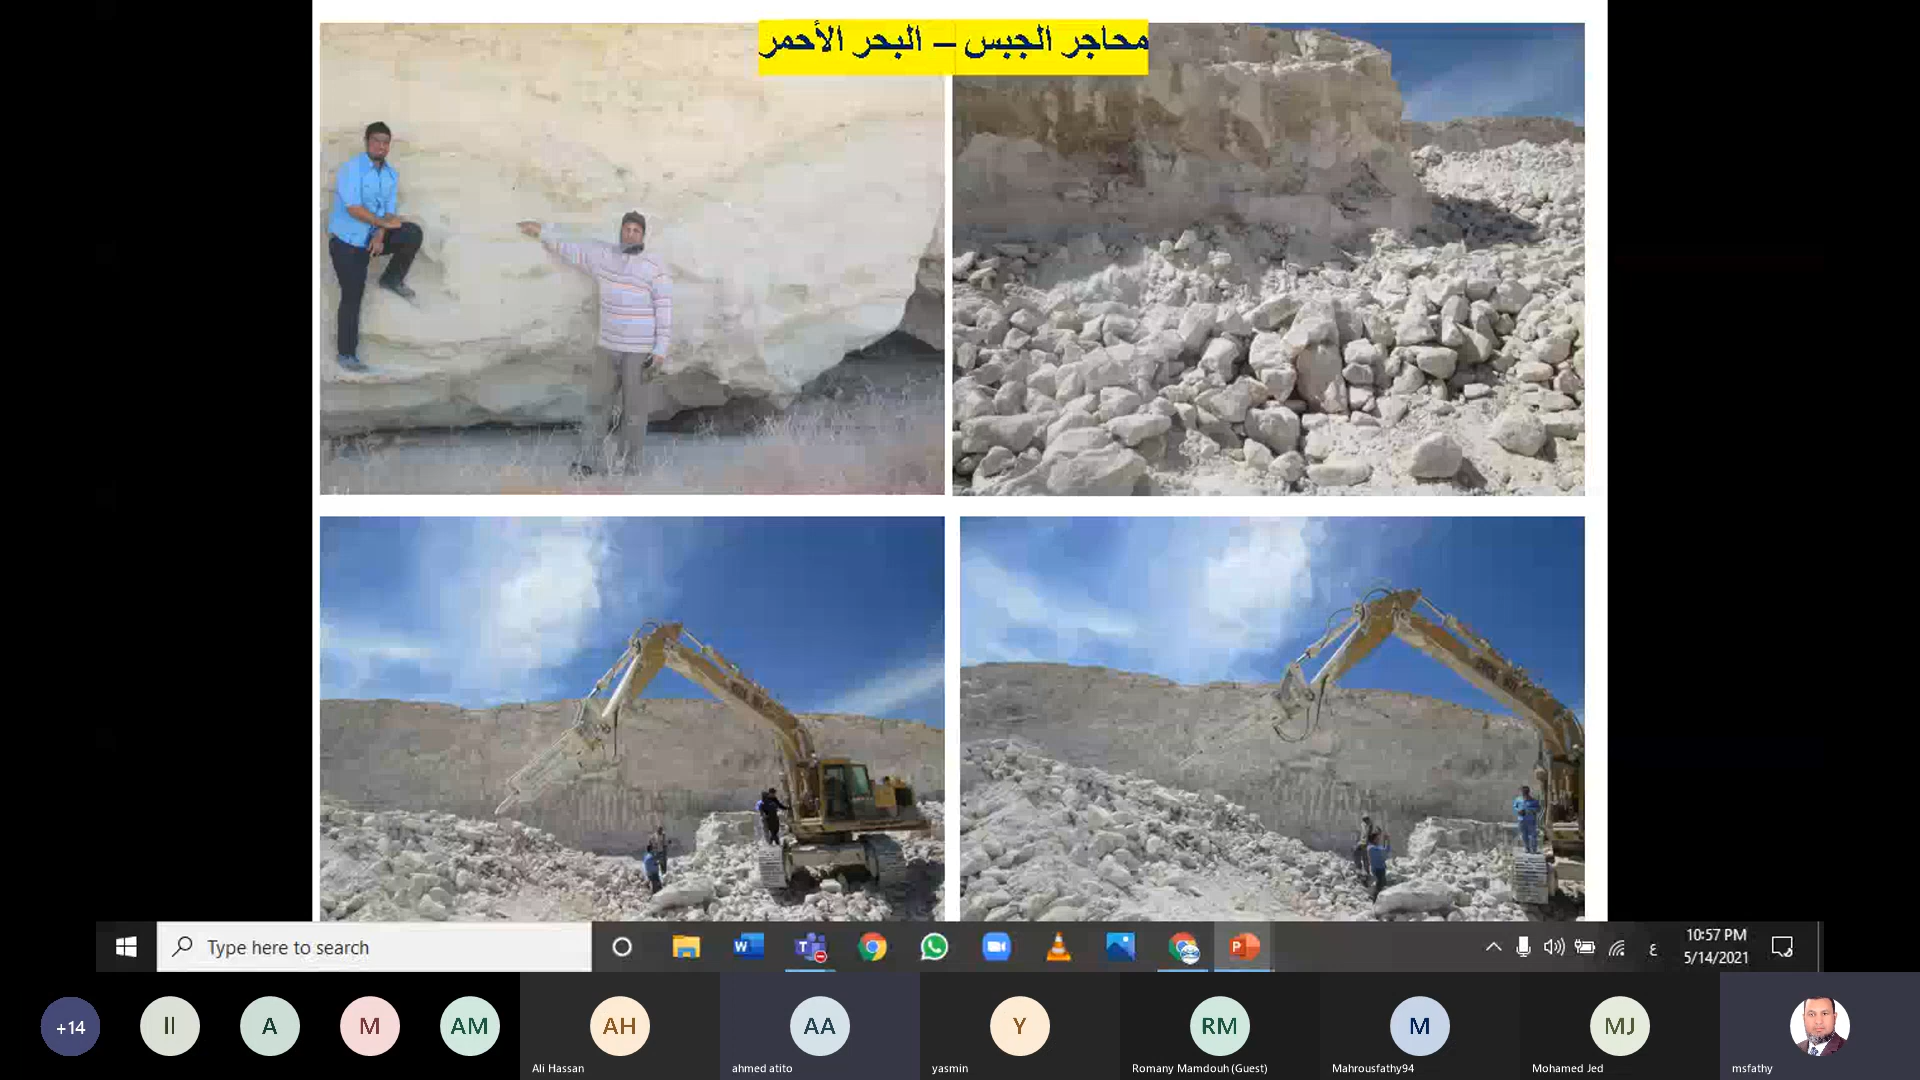 محاجر الجبس – البحر الأحمر
Type here to search
ع
10:57 PM
5/14/2021
+14
II
A
M
AM
AH
Ali Hassan
AA
ahmed atito
Y
yasmin
RM
Romany Mamdouh (Guest)
M
Mahrousfathy94
MJ
Mohamed Jed
msfathy